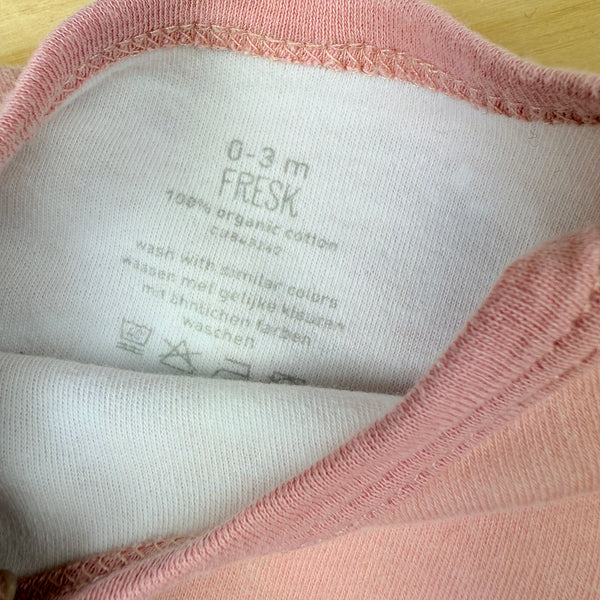 0-3 m
FRESK
100% organic cotton
wash with similar colors
wassen met gelijke kleuren
mit ähnlichen farben
waschen